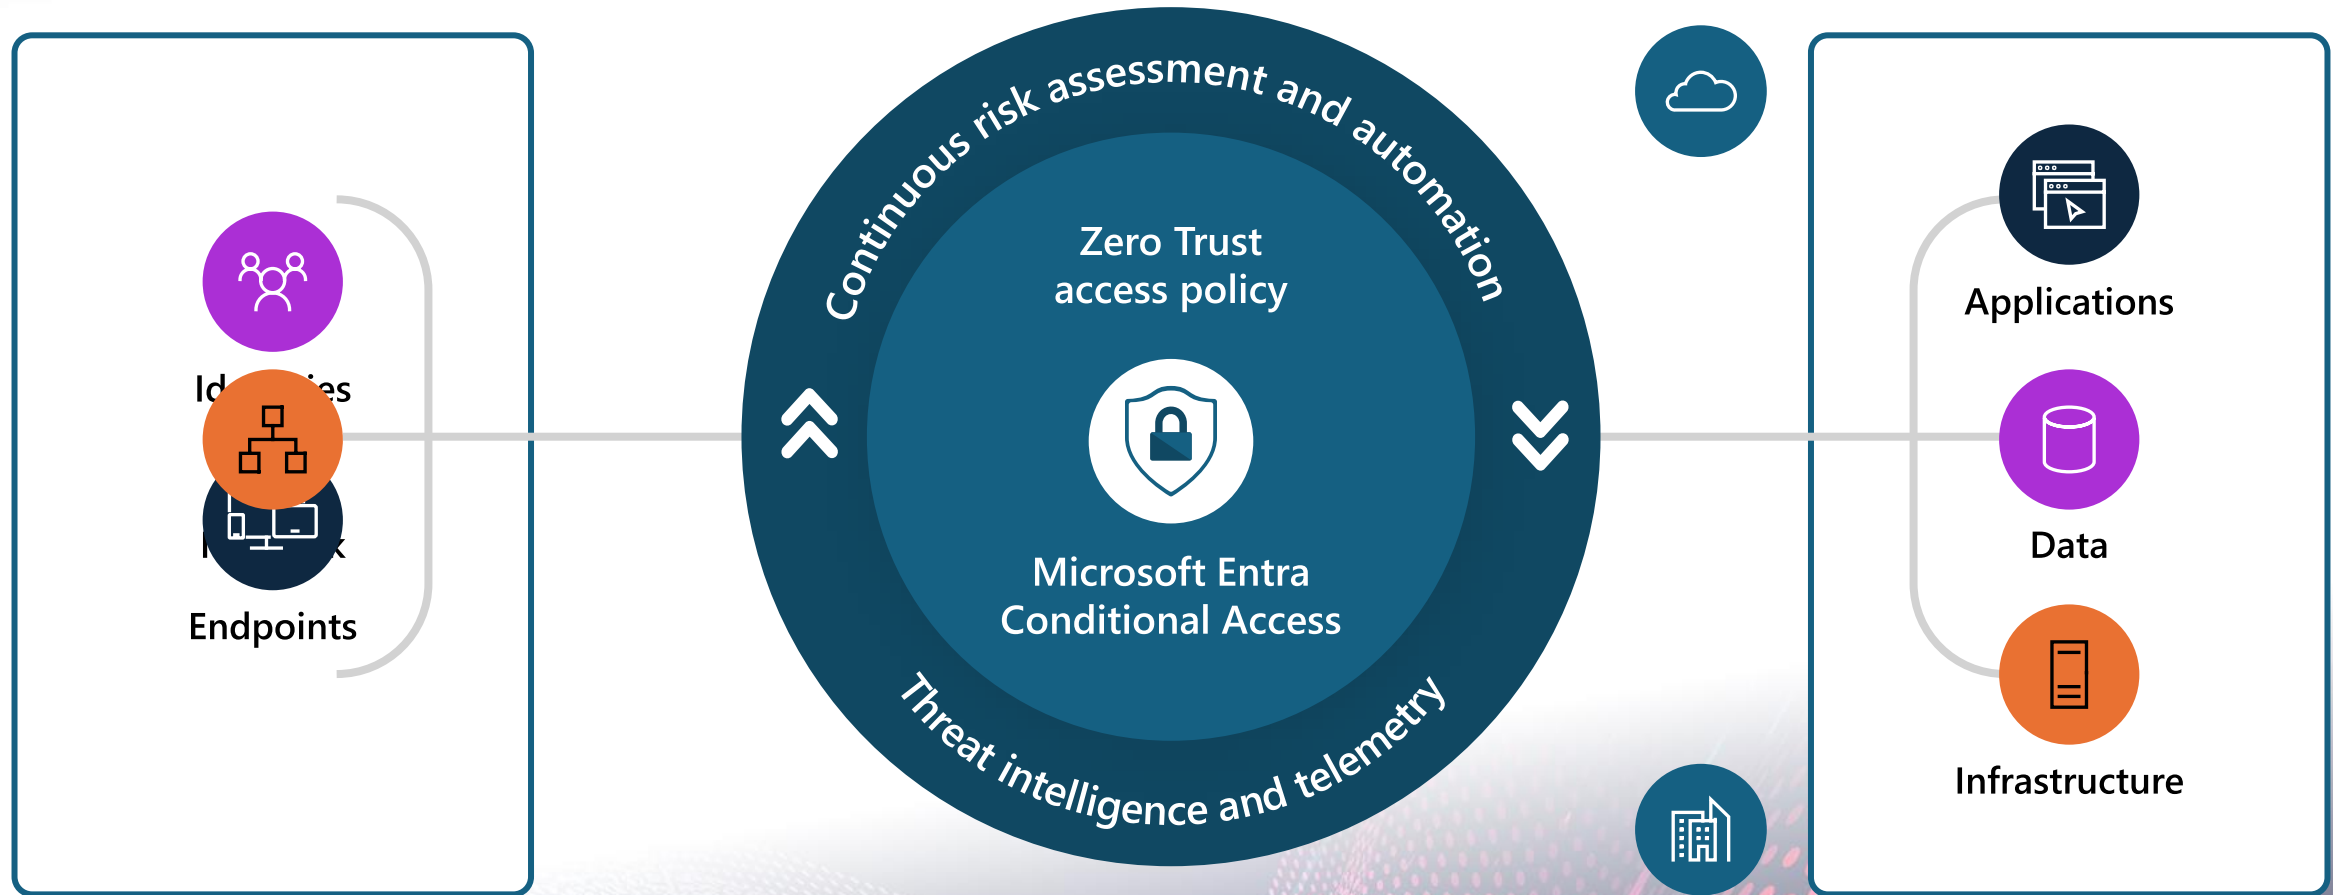 Endpoints
Continuous risk assessment and automation
Zero Trust
access policy
Microsoft Entra
Conditional Access
Threat intelligence and telemetry
Applications
Data
Infrastructure